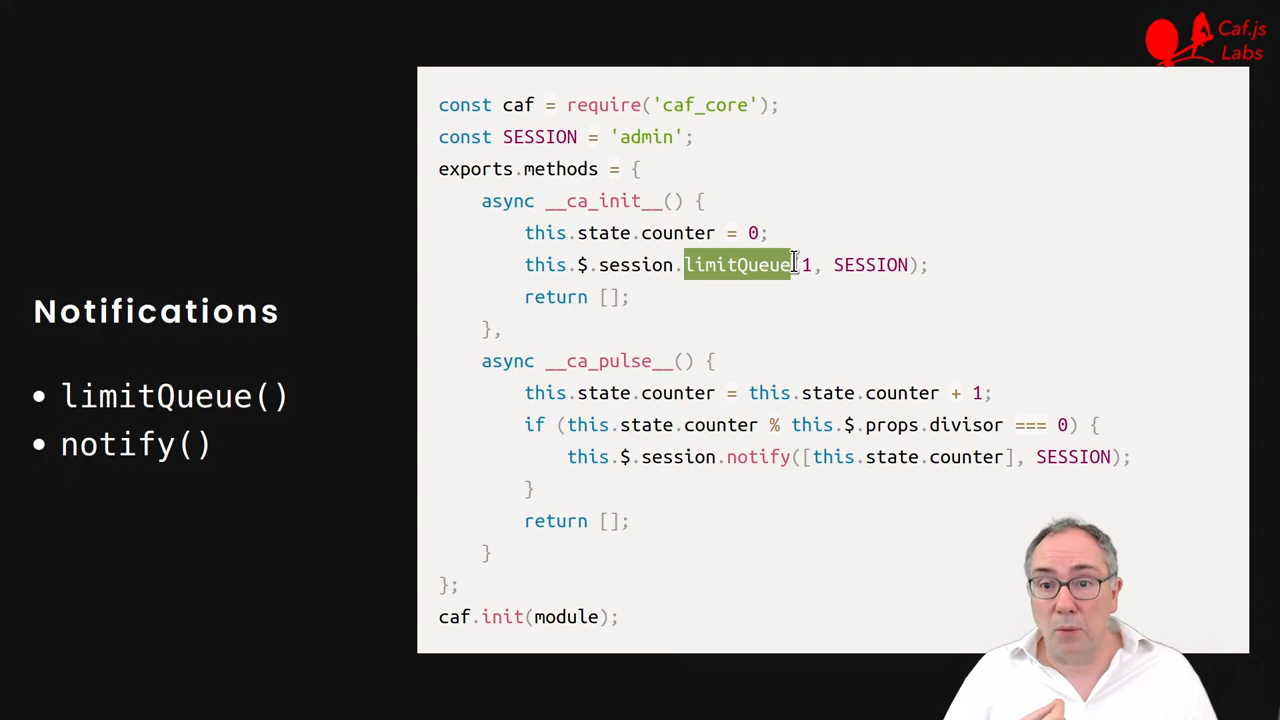 Caf.js
Labs
Notifications
• limitQueue()
• notify()
const caf = require('caf_core');
const SESSION = 'admin';
exports.methods = {
    async __ca_init__() {
        this.state.counter = 0;
        this.$.session.limitQueue(1, SESSION);
        return [];
    },
    async __ca_pulse__() {
        this.state.counter = this.state.counter + 1;
        if (this.state.counter % this.$.props.divisor === 0) {
            this.$.session.notify([this.state.counter], SESSION);
        }
        return [];
    }
};
caf.init(module);